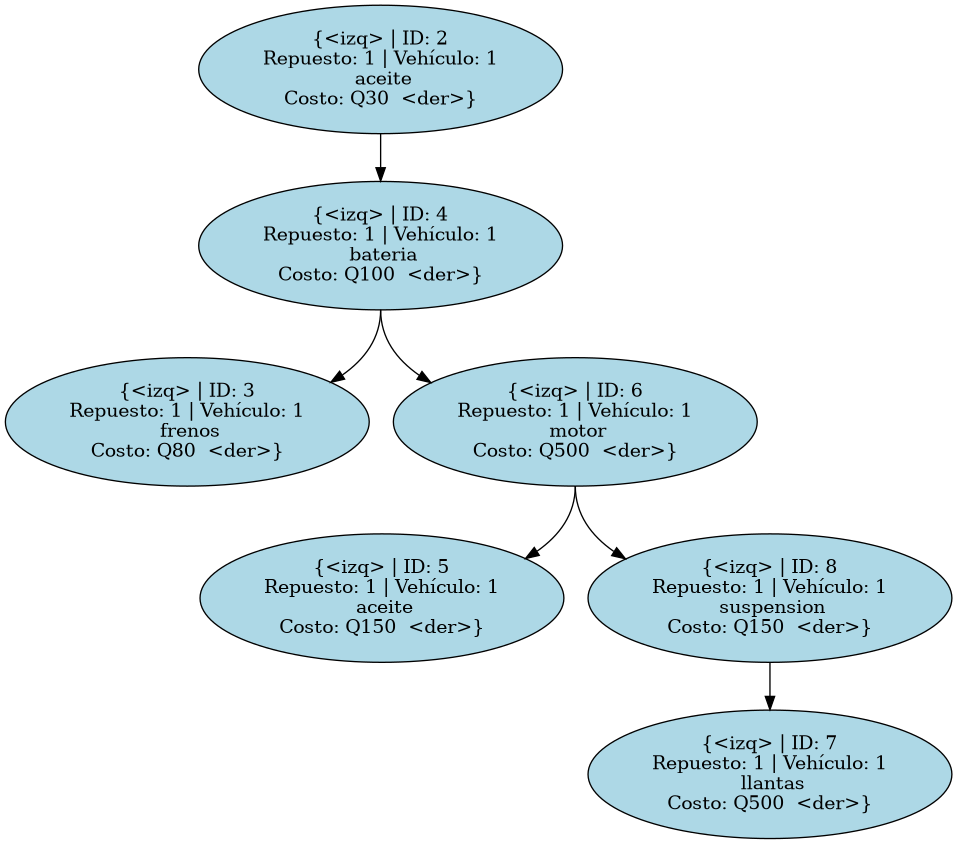 {<izq> | ID: 2
Repuesto: 1 | Vehículo: 1
aceite
Costo: Q30  <der>}
{<izq> | ID: 4
Repuesto: 1 | Vehículo: 1
bateria
Costo: Q100  <der>}
{<izq> | ID: 3
Repuesto: 1 | Vehículo: 1
frenos
Costo: Q80  <der>}
{<izq> | ID: 6
Repuesto: 1 | Vehículo: 1
motor
Costo: Q500  <der>}
{<izq> | ID: 5
Repuesto: 1 | Vehículo: 1
aceite
Costo: Q150  <der>}
{<izq> | ID: 8
Repuesto: 1 | Vehículo: 1
suspension
Costo: Q150  <der>}
{<izq> | ID: 7
Repuesto: 1 | Vehículo: 1
llantas
Costo: Q500  <der>}